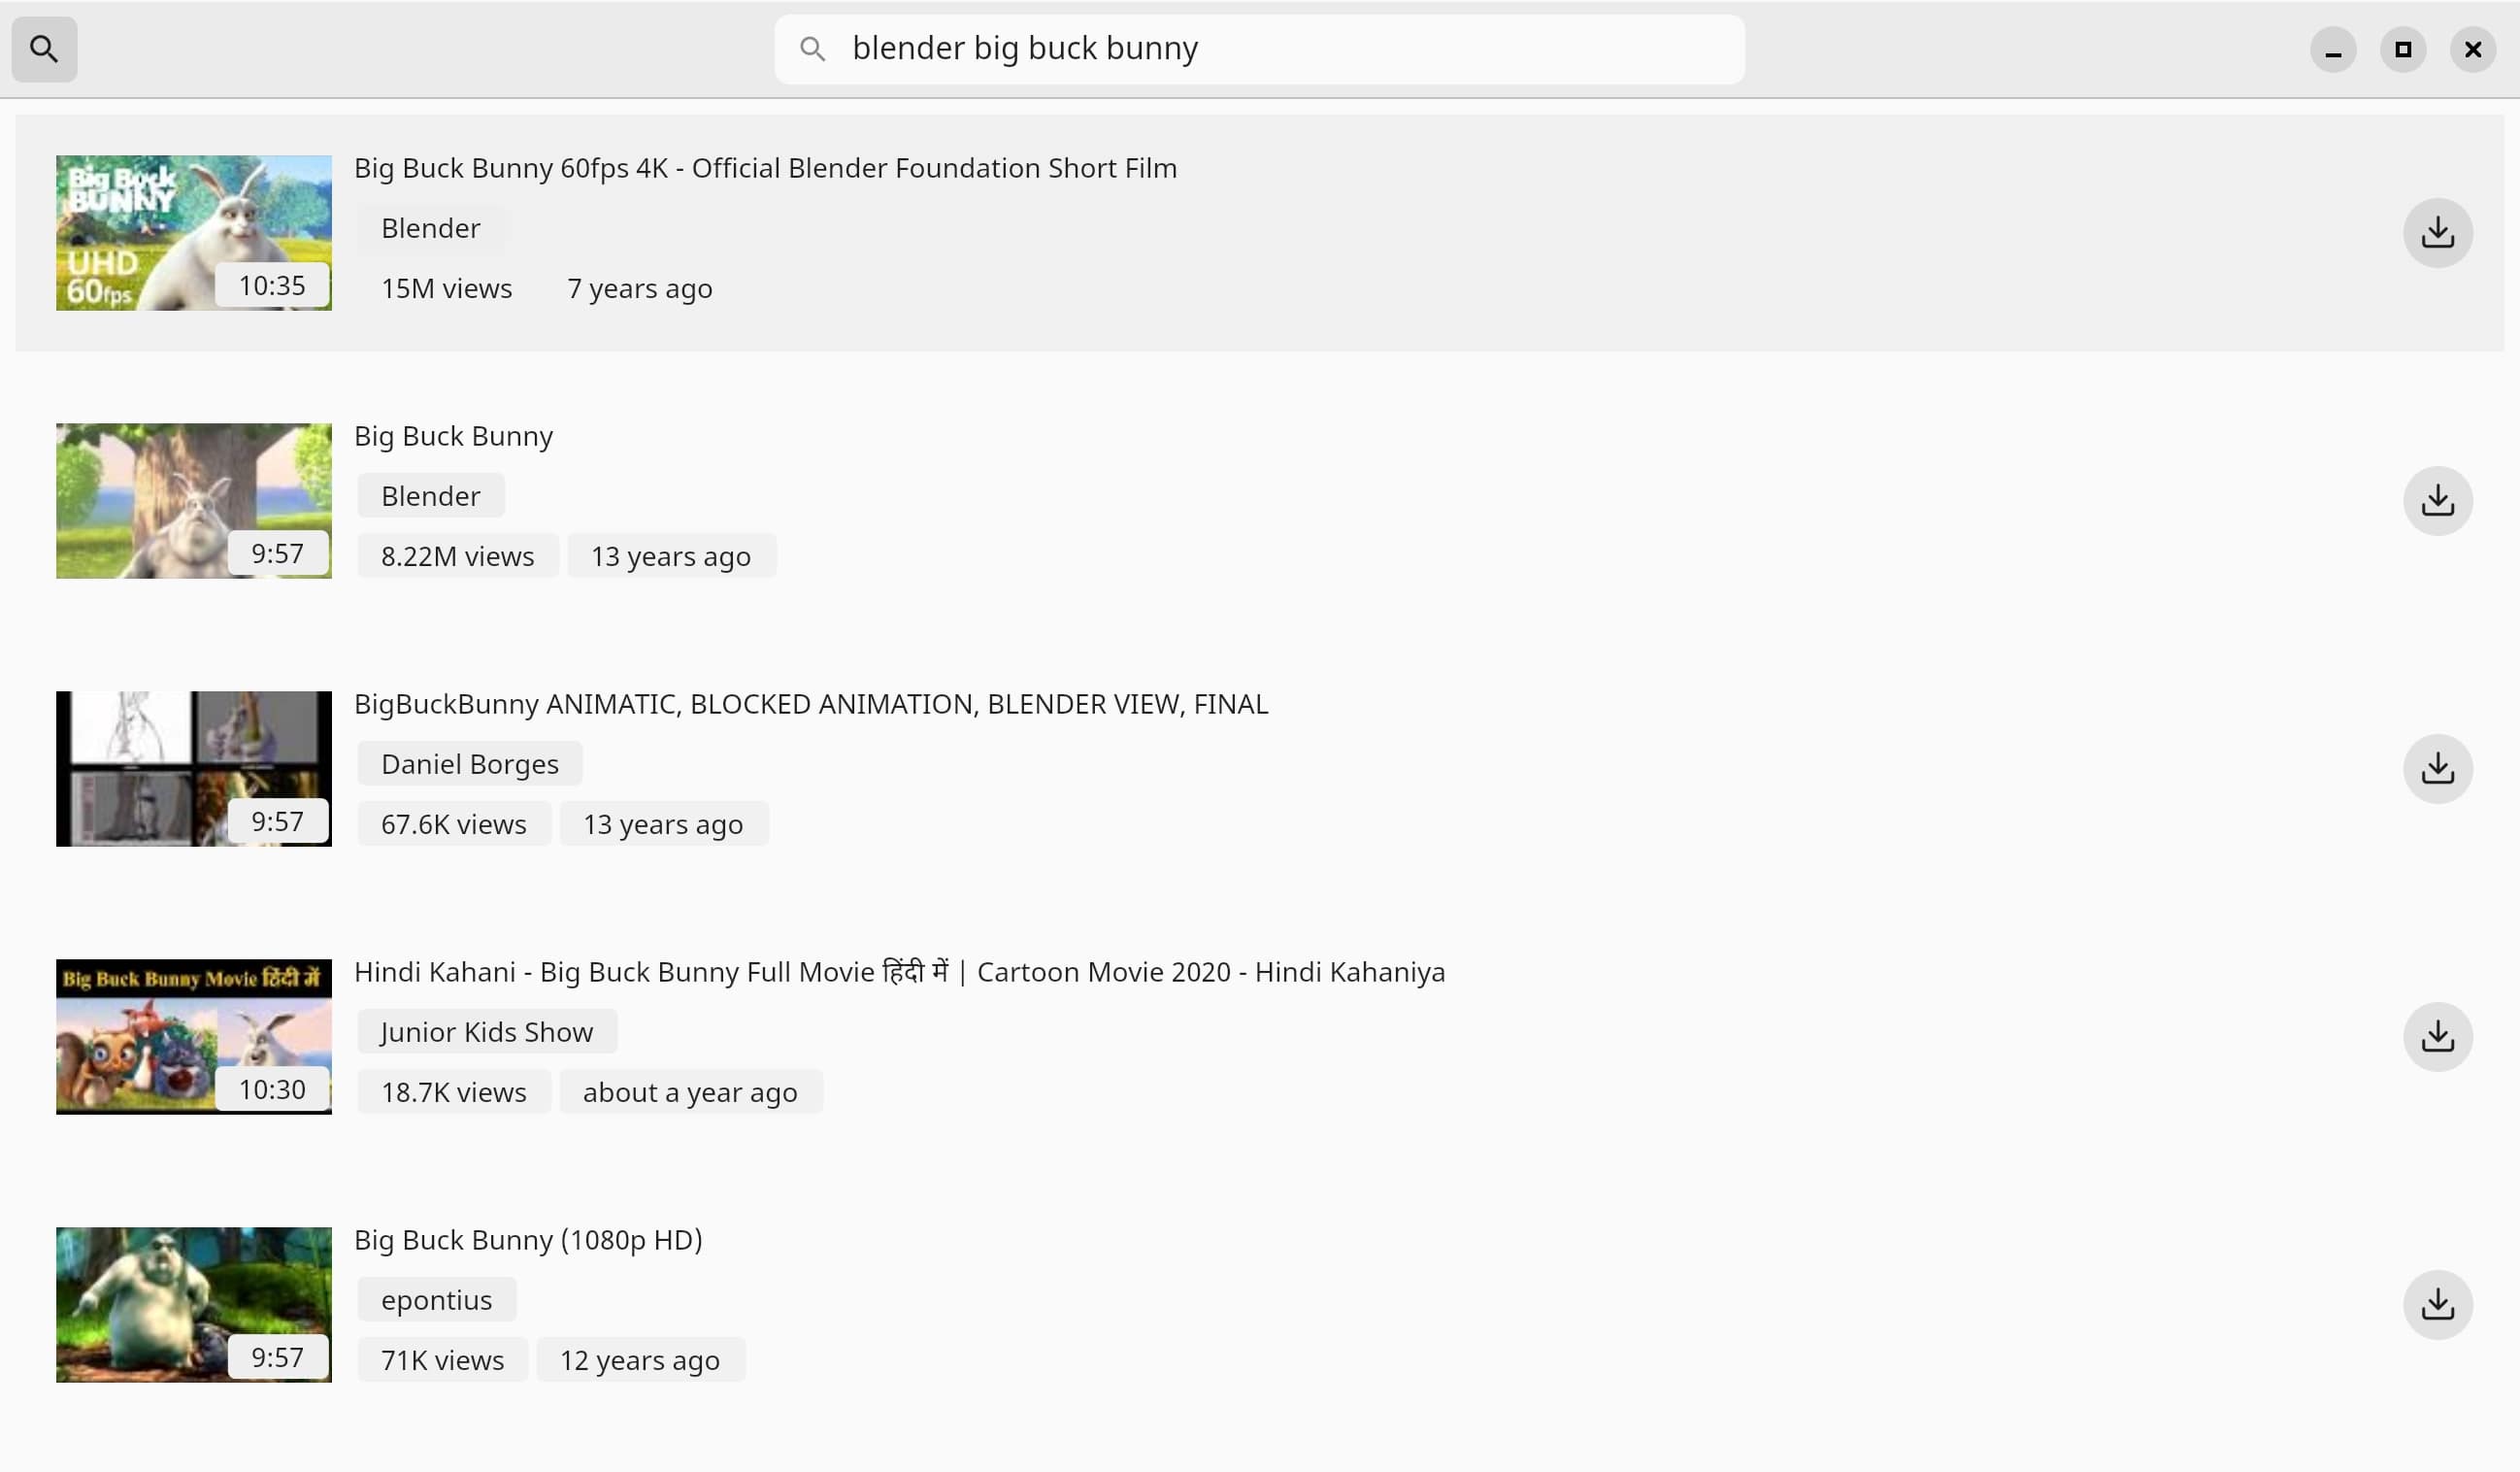 blender big buck bunny
Big Buck Bunny 60fps 4K - Official Blender Foundation Short Film
Big Buck
BUNNY
UHD
60fps
10:35
Blender
15M views 7 years ago
Big Buck Bunny
Blender
9:57
8.22M views 13 years ago
BigBuckBunny ANIMATIC, BLOCKED ANIMATION, BLENDER VIEW, FINAL
Daniel Borges
9:57
67.6K views 13 years ago
Big Buck Bunny Movie हिंदी में
Hindi Kahani - Big Buck Bunny Full Movie हिंदी में | Cartoon Movie 2020 - Hindi Kahaniya
Junior Kids Show
10:30
18.7K views about a year ago
Big Buck Bunny (1080p HD)
epontius
9:57
71K views 12 years ago